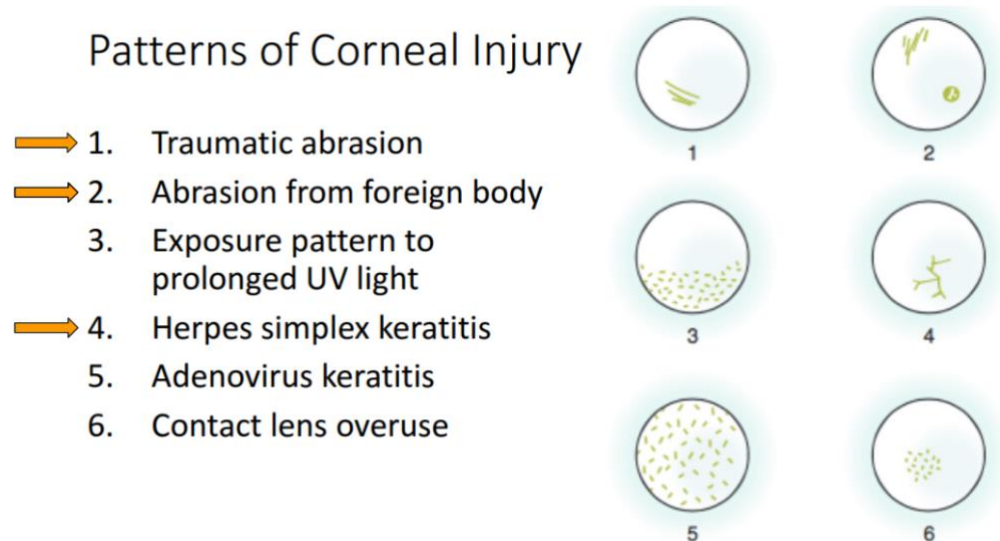 Patterns of Corneal Injury
1. Traumatic abrasion
2. Abrasion from foreign body
3. Exposure pattern to
prolonged UV light
4. Herpes simplex keratitis
5. Adenovirus keratitis
6. Contact lens overuse
1
2
3
4
5
6